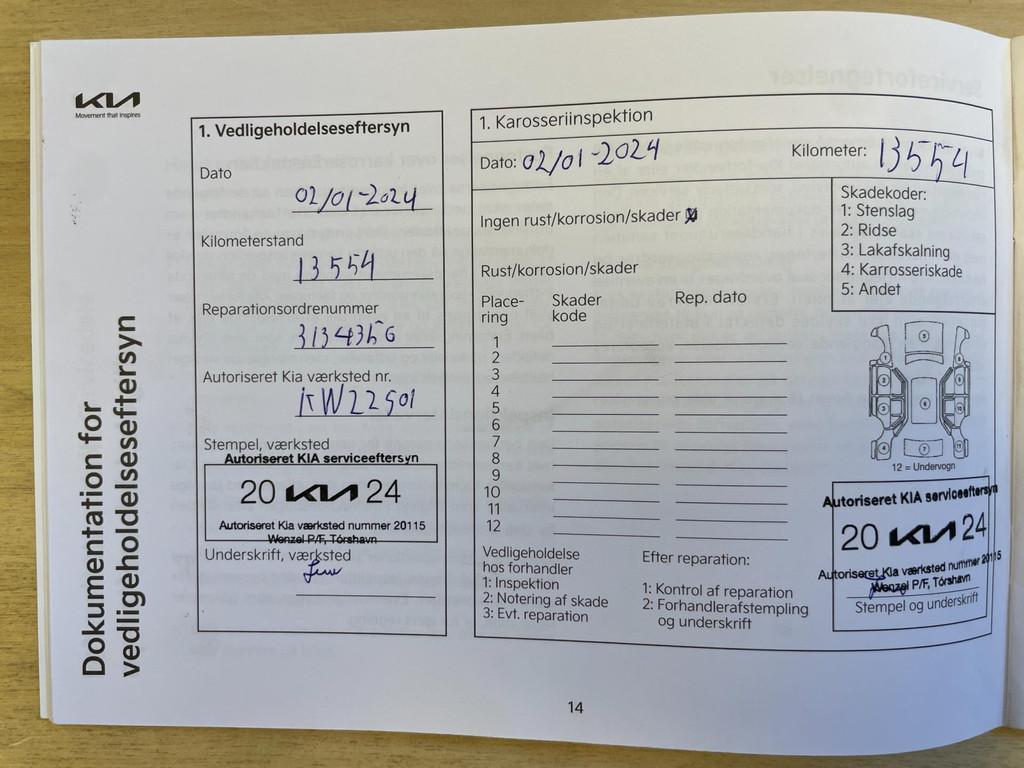 KIA
Movement that inspires
Dokumentation for
vedligeholdelseseftersyn
1. Vedligeholdelseseftersyn
Dato
02/01-2024
Kilometerstand
13554
Reparationsordrenummer
3134356
Autoriseret Kia værksted nr.
KW22501
Stempel, værksted
Autoriseret KIA serviceeftersyn
20 KIA 24
Autoriseret Kia værksted nummer 20115
Wenzel P/F, Tórshavn
Underskrift, værksted
1. Karosseriinspektion
Dato: 02/01-2024
Kilometer: 13554
Ingen rust/korrosion/skader
Skadekoder:
1: Stenslag
2: Ridse
3: Lakafskalning
4: Karrosseriskade
5: Andet
Rust/korrosion/skader
Place-
ring
Skader
kode
Rep. dato
1
2
3
4
5
6
7
8
9
10
11
12
12 = Undervogn
Vedligeholdelse
hos forhandler
1: Inspektion
2: Notering af skade
3: Evt. reparation
Efter reparation:
1: Kontrol af reparation
2: Forhandlerafstempling
og underskrift
Autoriseret KIA serviceeftersyn
20 KIA 24
Autoriseret Kia værksted nummer 20115
Wenzel P/F, Tórshavn
Stempel og underskrift
14